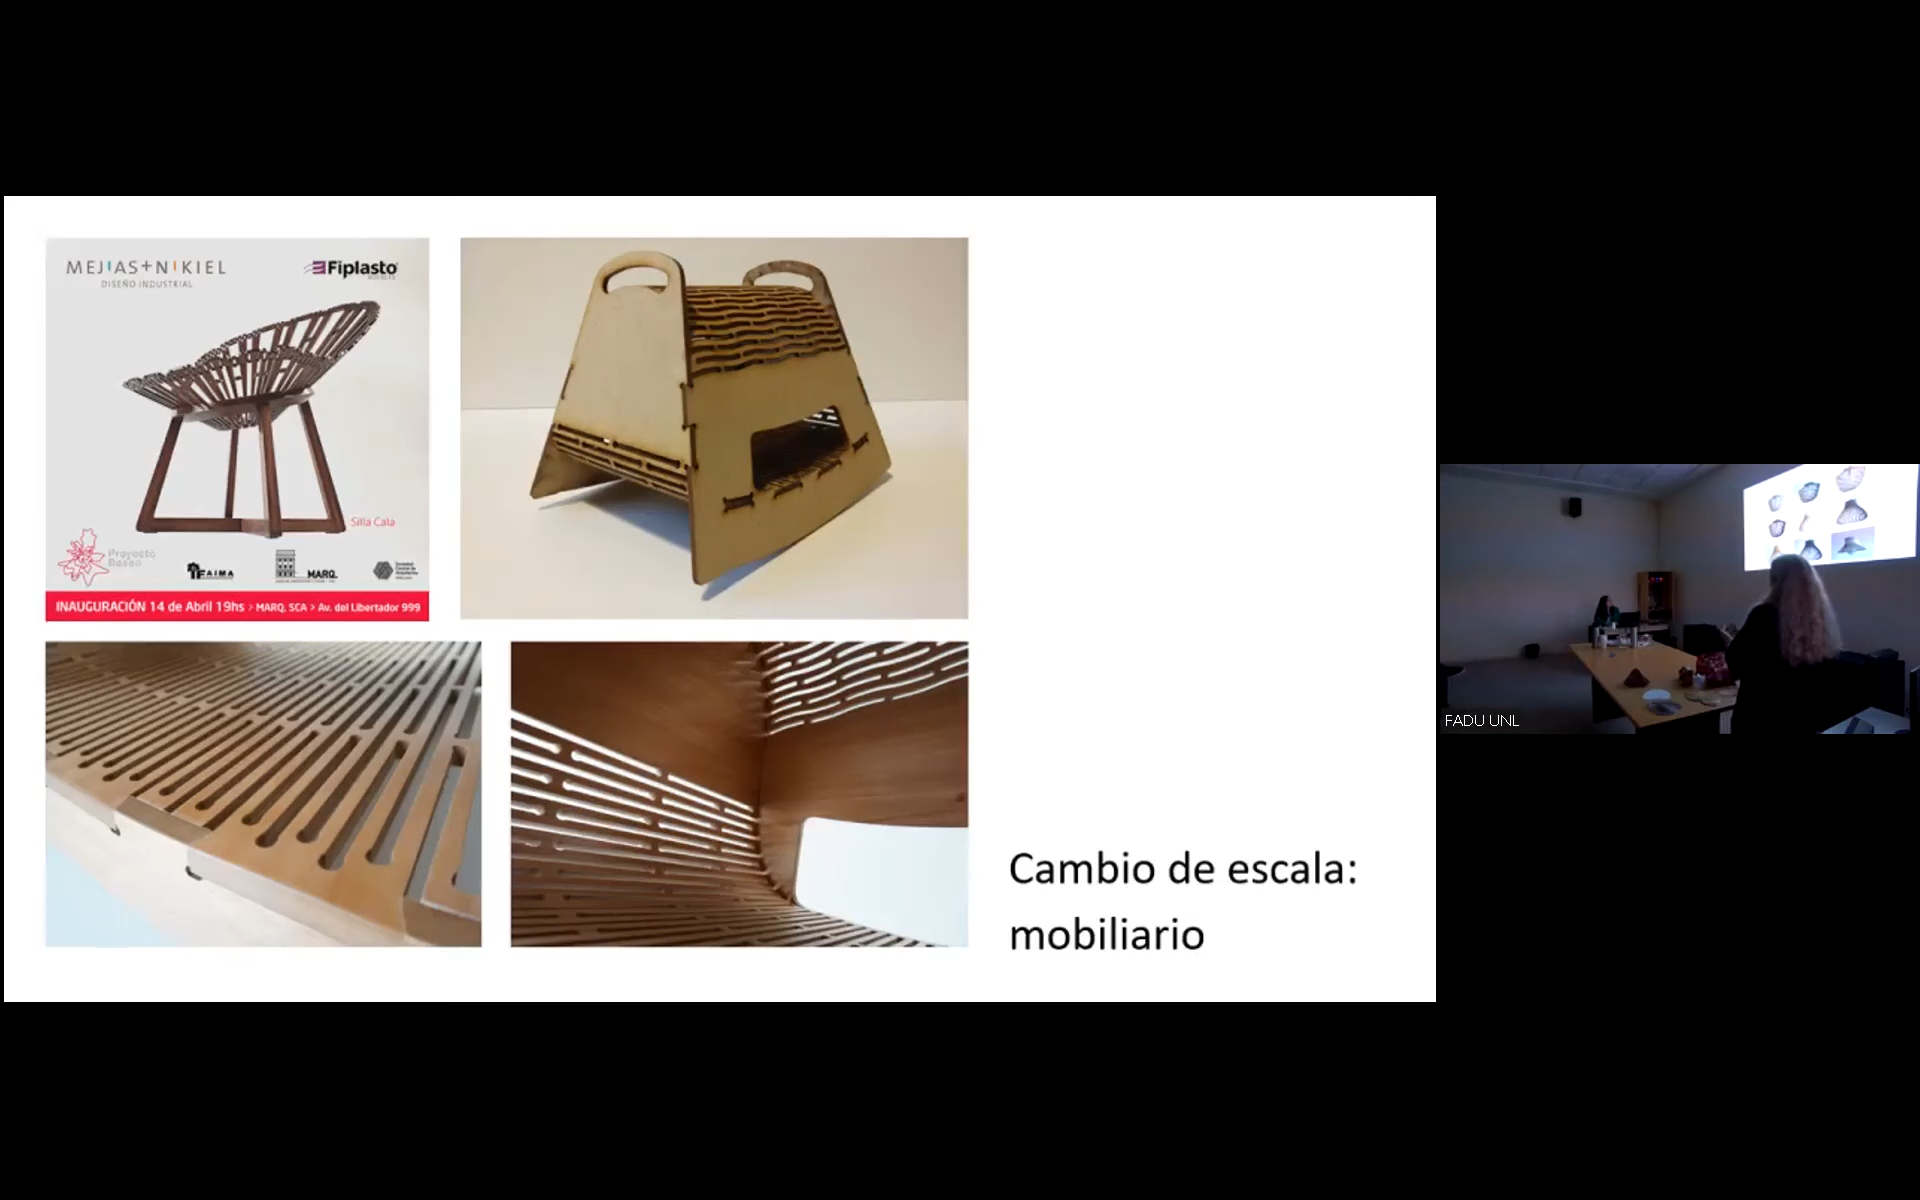 MEJIAS+NIKIEL
DISEÑO INDUSTRIAL
Fiplasto
Silla Cala
Proyecto
Deseo
FAIMA
MARQ.
INAUGURACIÓN 14 de Abril 19hs > MARQ. SCA > Av. del Libertador 999
Cambio de escala:
mobiliario
FADU UNL